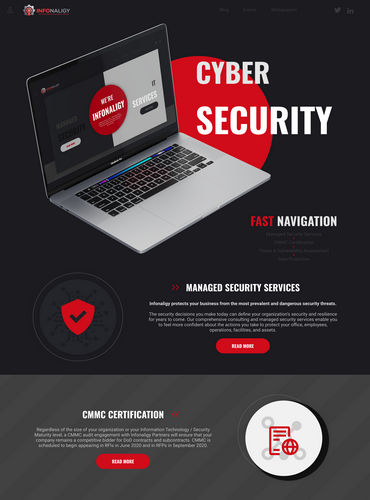 INFONALIGY
Blog
Events
WE'RE
INFONALIGY
IT
SERVICES
CYBER
SECURITY
FAST NAVIGATION
Managed Security Services
CMMC Certification
MANAGED SECURITY SERVICES
Infonaligy protects your business from the most prevalent and dangerous security threats.
The security decisions you make today can define your organization's security and resilience
for years to come. Our comprehensive consulting and managed security services enable you
to feel more confident about the actions you take to protect your office, employees,
operations, facilities, and assets.
READ MORE
CMMC CERTIFICATION
Regardless of the size of your organization or your Information Technology / Security
Maturity level, a CMMC audit engagement with Infonaligy Partners will ensure that your
company remains a competitive bidder for DoD contracts and subcontracts. CMMC is
scheduled to begin appearing in RFIs in June 2020 and in RFPs in September 2020.
READ MORE